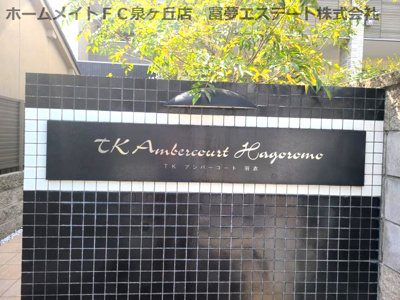 ホームメイトFC泉ヶ丘店　富夢エステート株式会社
TK Ambercourt Hagoromo
TK アンバーコート 羽衣